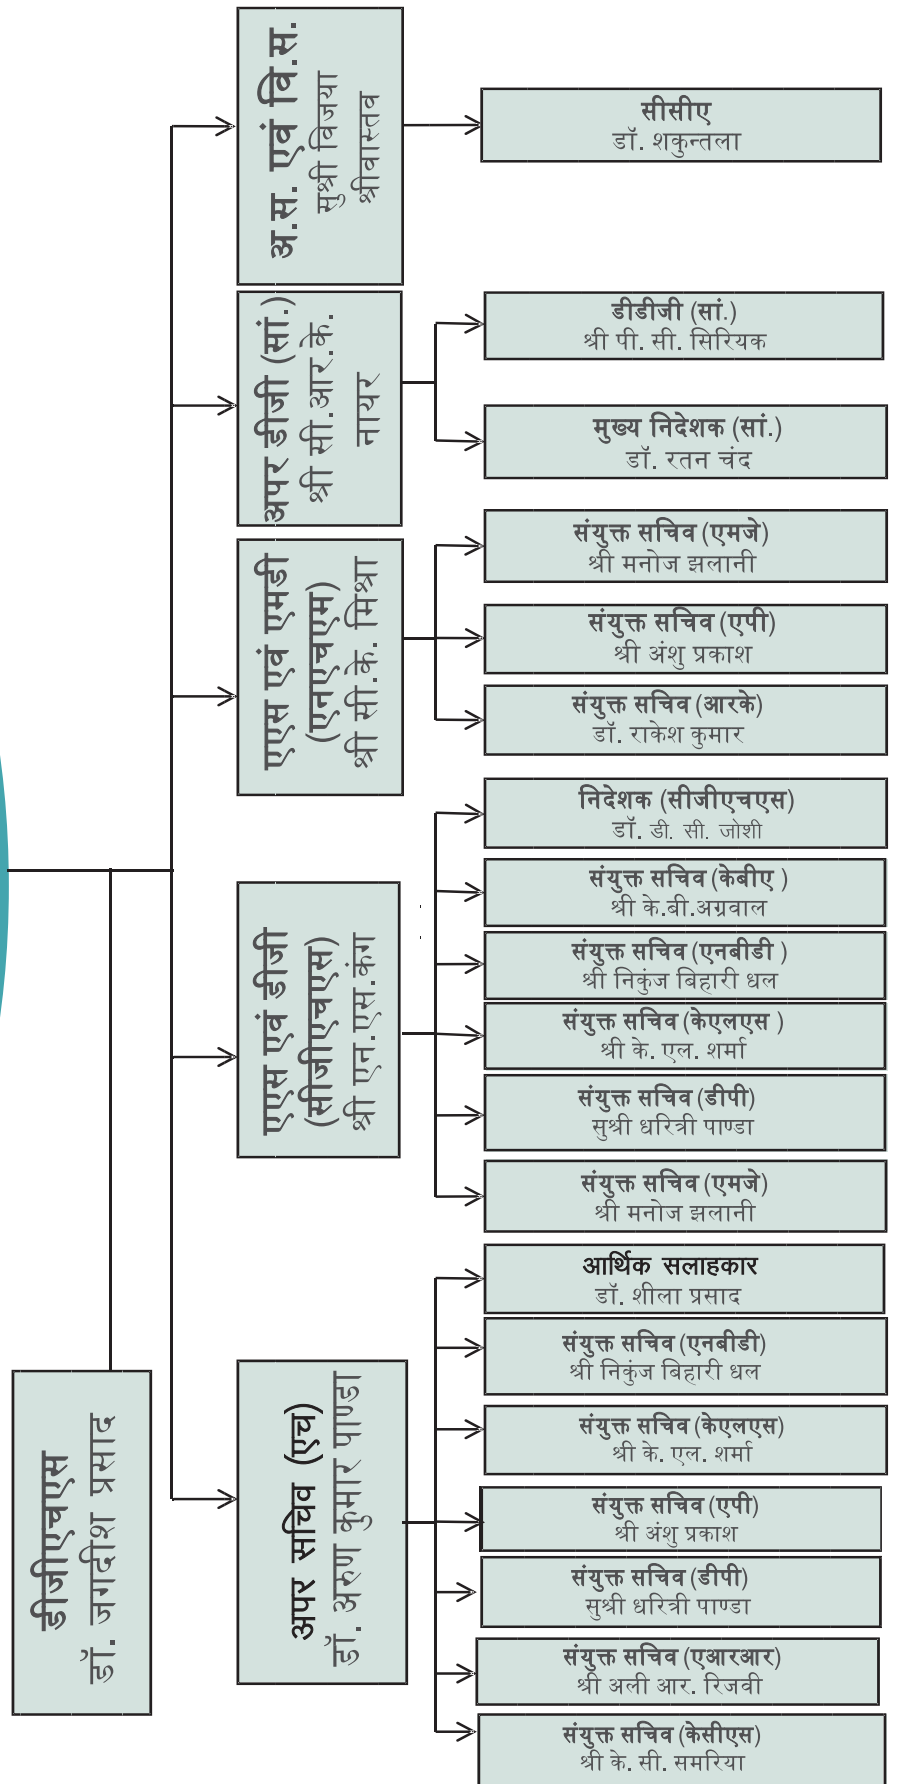 अ.स. एवं वि.स.
सुश्री विजया
श्रीवास्तव
सीसीए
डॉ. शकुन्तला
अपर डीजी (सां.)
श्री सी.आर.के.
नायर
डीडीजी (सां.)
श्री पी. सी. सिरियक
मुख्य निदेशक (सां.)
डॉ. रतन चंद
एएस एवं एमडी
(एनएचएम)
श्री सी.के. मिश्रा
संयुक्त सचिव (एमजे)
श्री मनोज झलानी
संयुक्त सचिव (एपी)
श्री अंशु प्रकाश
संयुक्त सचिव (आरके)
डॉ. राकेश कुमार
एएस एवं डीजी
(सीजीएचएस)
श्री एन.एस.कंग
निदेशक (सीजीएचएस)
डॉ. डी. सी. जोशी
संयुक्त सचिव (केबीए )
श्री के.बी.अग्रवाल
संयुक्त सचिव (एनबीडी )
श्री निकुंज बिहारी धल
संयुक्त सचिव (केएलएस )
श्री के. एल. शर्मा
संयुक्त सचिव (डीपी)
सुश्री धरित्री पाण्डा
संयुक्त सचिव (एमजे)
श्री मनोज झलानी
डीजीएचएस
डॉ. जगदीश प्रसाद
अपर सचिव (एच)
डॉ. अरुण कुमार पाण्डा
आर्थिक सलाहकार
डॉ. शीला प्रसाद
संयुक्त सचिव (एनबीडी)
श्री निकुंज बिहारी धल
संयुक्त सचिव (केएलएस)
श्री के. एल. शर्मा
संयुक्त सचिव (एपी)
श्री अंशु प्रकाश
संयुक्त सचिव (डीपी)
सुश्री धरित्री पाण्डा
संयुक्त सचिव (एआरआर)
श्री अली आर. रिजवी
संयुक्त सचिव (केसीएस)
श्री के. सी. समरिया